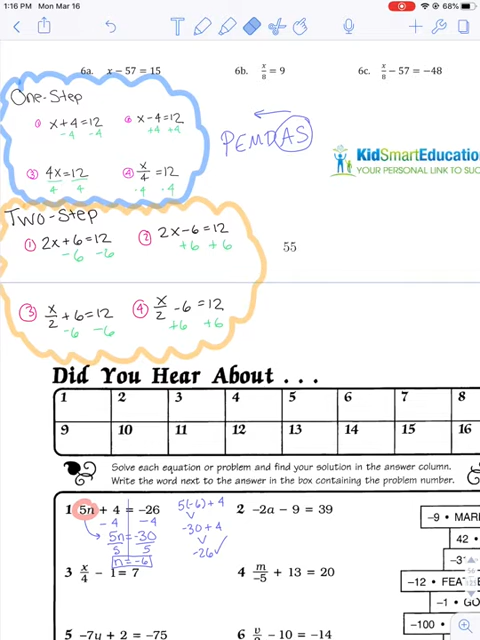 1:16 PM Mon Mar 16
68%
6a. x − 57 = 15
6b. x/8 = 9
6c. x/8 − 57 = −48
One-Step
① x + 4 = 12
−4 −4
② x − 4 = 12
+4 +4
③ 4x = 12
4 4
④ x/4 = 12
·4 ·4
PEMDAS
KidSmartEducation
YOUR PERSONAL LINK TO SUC
Two-Step
① 2x + 6 = 12
−6 −6
② 2x − 6 = 12
+6 +6
55
③ x/2 + 6 = 12
−6 −6
④ x/2 − 6 = 12
+6 +6
Did You Hear About . . .
1 2 3 4 5 6 7 8
9 10 11 12 13 14 15 16
Solve each equation or problem and find your solution in the answer column.
Write the word next to the answer in the box containing the problem number.
1 5n + 4 = −26
−4 −4
5n = −30
5 5
n = −6
5(−6) + 4
−30 + 4
−26 ✓
2 −2a − 9 = 39
3 x/4 − 1 = 7
4 m/−5 + 13 = 20
5 −7y + 2 = −75
6 − 10 = −14
−9 • MAR
42 •
−3
−12 • FEAT
−1 • GO
−100 •